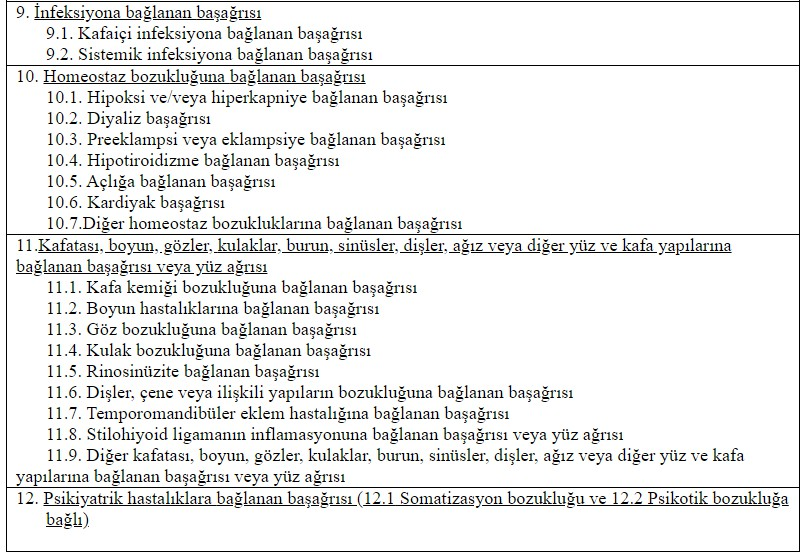 9. İnfeksiyona bağlanan başağrısı
9.1. Kafaiçi infeksiyona bağlanan başağrısı
9.2. Sistemik infeksiyona bağlanan başağrısı
10. Homeostaz bozukluğuna bağlanan başağrısı
10.1. Hipoksi ve/veya hiperkapniye bağlanan başağrısı
10.2. Diyaliz başağrısı
10.3. Preeklampsi veya eklampsiye bağlanan başağrısı
10.4. Hipotiroidizme bağlanan başağrısı
10.5. Açlığa bağlanan başağrısı
10.6. Kardiyak başağrısı
10.7.Diğer homeostaz bozukluklarına bağlanan başağrısı
11.Kafatası, boyun, gözler, kulaklar, burun, sinüsler, dişler, ağız veya diğer yüz ve kafa yapılarına
bağlanan başağrısı veya yüz ağrısı
11.1. Kafa kemiği bozukluğuna bağlanan başağrısı
11.2. Boyun hastalıklarına bağlanan başağrısı
11.3. Göz bozukluğuna bağlanan başağrısı
11.4. Kulak bozukluğuna bağlanan başağrısı
11.5. Rinosinüzite bağlanan başağrısı
11.6. Dişler, çene veya ilişkili yapıların bozukluğuna bağlanan başağrısı
11.7. Temporomandibüler eklem hastalığına bağlanan başağrısı
11.8. Stilohiyoid ligamanın inflamasyonuna bağlanan başağrısı veya yüz ağrısı
11.9. Diğer kafatası, boyun, gözler, kulaklar, burun, sinüsler, dişler, ağız veya diğer yüz ve kafa
yapılarına bağlanan başağrısı veya yüz ağrısı
12. Psikiyatrik hastalıklara bağlanan başağrısı (12.1 Somatizasyon bozukluğu ve 12.2 Psikotik bozukluğa
bağlı)